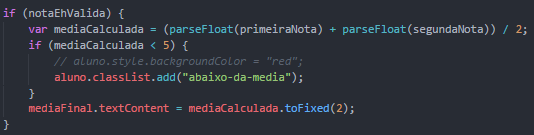 if (notaEhValida) {
var mediaCalculada = (parseFloat(primeiraNota) + parseFloat(segundaNota)) / 2;
if (mediaCalculada < 5) {
// aluno.style.backgroundColor = "red";
aluno.classList.add("abaixo-da-media");
}
mediaFinal.textContent = mediaCalculada.toFixed(2);
}